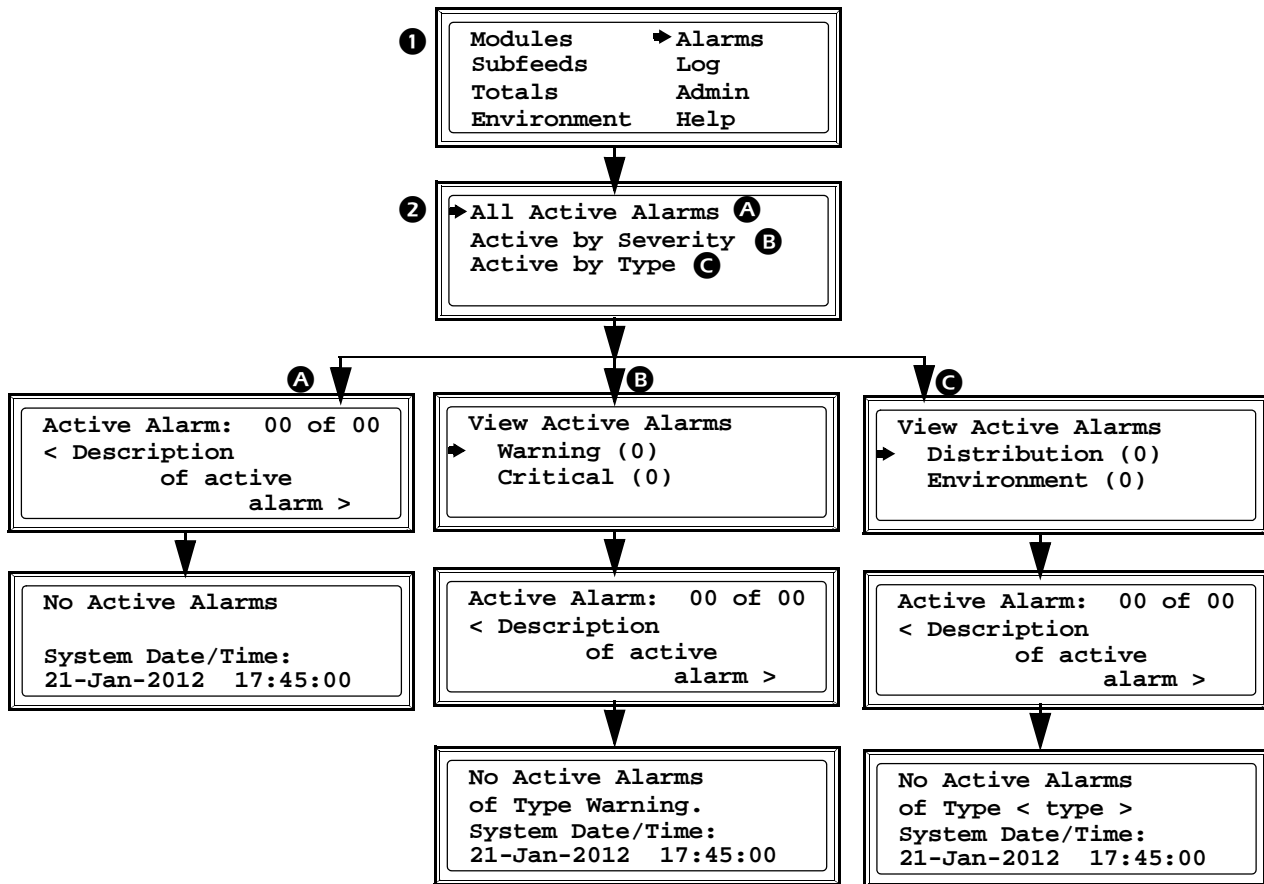 1
Modules Alarms
Subfeeds Log
Totals Admin
Environment Help
2
All Active Alarms A
Active by Severity B
Active by Type C
A
Active Alarm: 00 of 00
< Description
of active
alarm >
No Active Alarms
System Date/Time:
21-Jan-2012 17:45:00
B
View Active Alarms
Warning (0)
Critical (0)
Active Alarm: 00 of 00
< Description
of active
alarm >
No Active Alarms
of Type Warning.
System Date/Time:
21-Jan-2012 17:45:00
C
View Active Alarms
Distribution (0)
Environment (0)
Active Alarm: 00 of 00
< Description
of active
alarm >
No Active Alarms
of Type < type >
System Date/Time:
21-Jan-2012 17:45:00